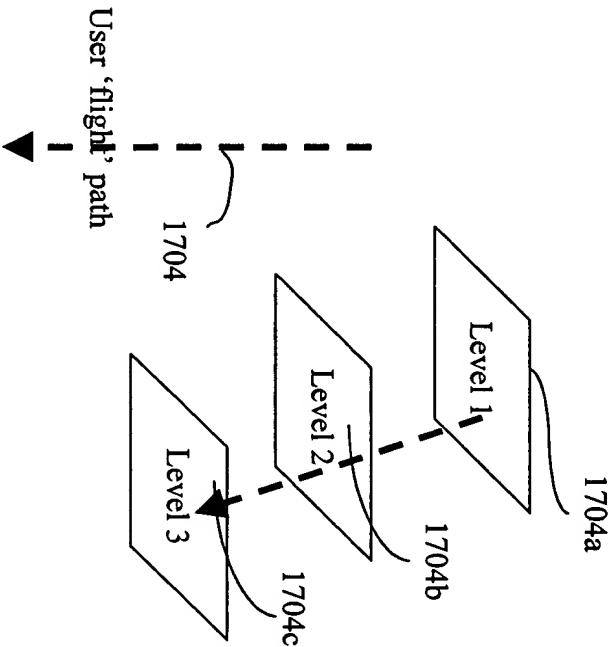 User ‘flight’ path
1704
Level 1
1704a
Level 2
1704b
Level 3
1704c